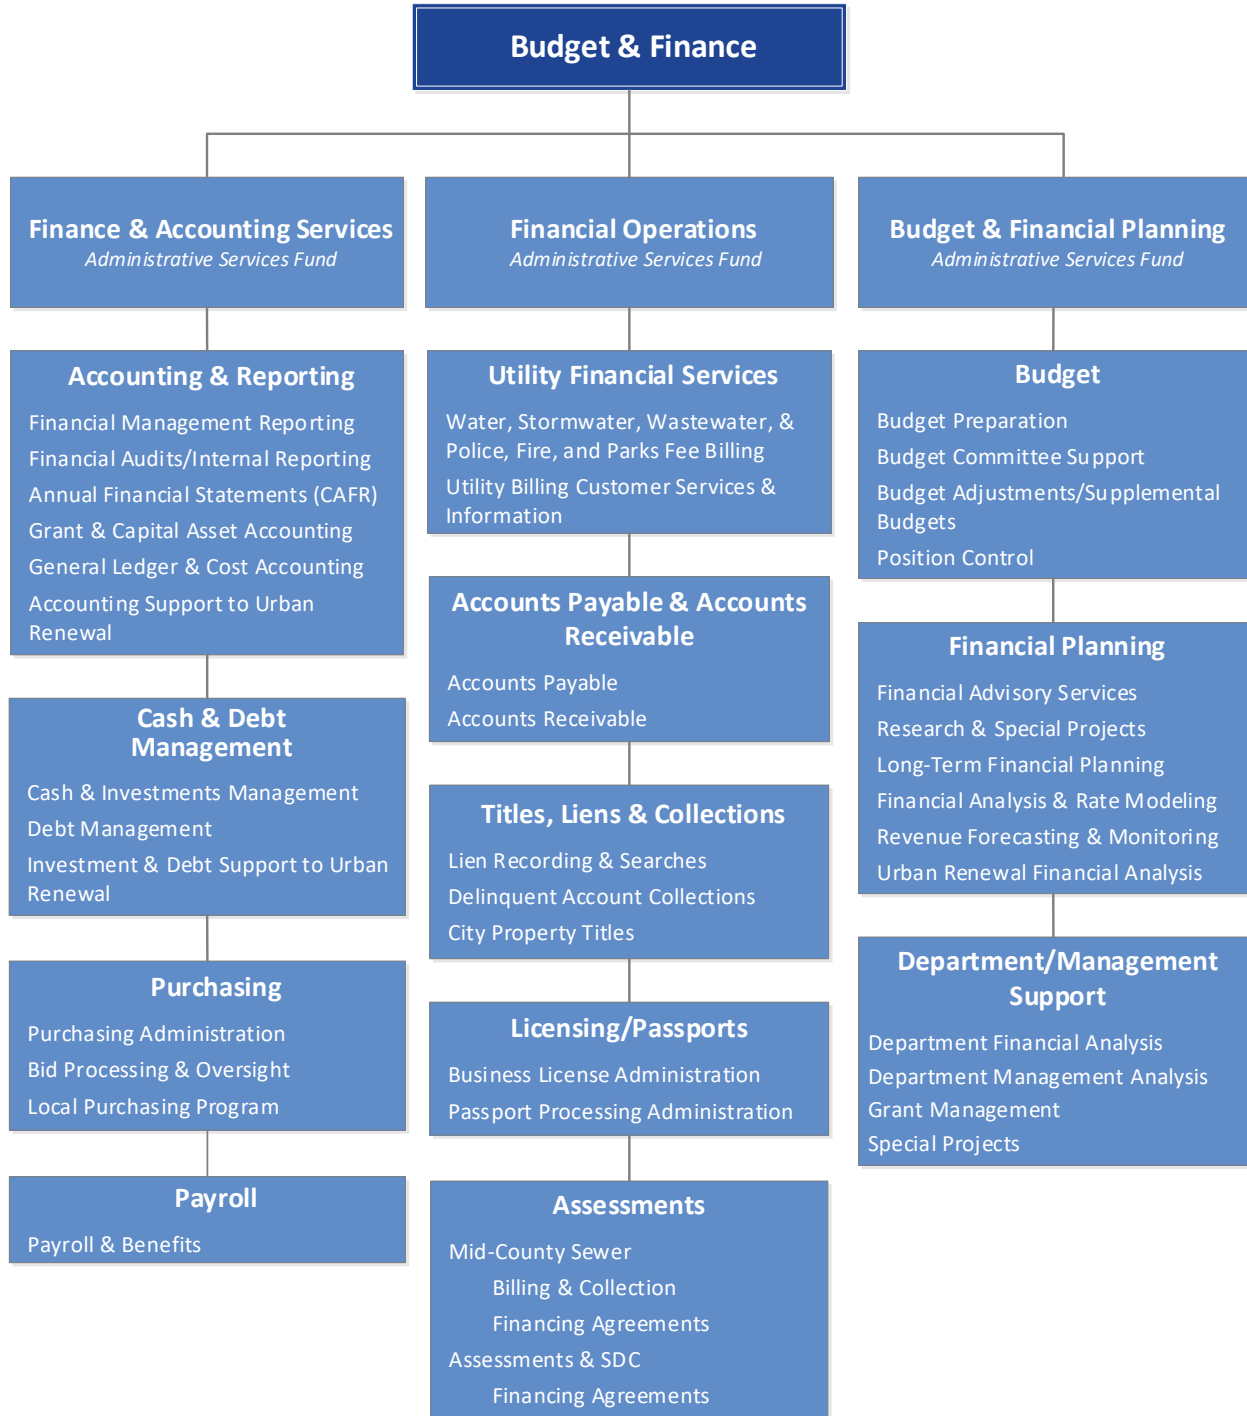 Budget & Finance
Finance & Accounting Services
Administrative Services Fund
Accounting & Reporting
Financial Management Reporting
Financial Audits/Internal Reporting
Annual Financial Statements (CAFR)
Grant & Capital Asset Accounting
General Ledger & Cost Accounting
Accounting Support to Urban
Renewal
Cash & Debt
Management
Cash & Investments Management
Debt Management
Investment & Debt Support to Urban
Renewal
Purchasing
Purchasing Administration
Bid Processing & Oversight
Local Purchasing Program
Payroll
Payroll & Benefits
Financial Operations
Administrative Services Fund
Utility Financial Services
Water, Stormwater, Wastewater, &
Police, Fire, and Parks Fee Billing
Utility Billing Customer Services &
Information
Accounts Payable & Accounts
Receivable
Accounts Payable
Accounts Receivable
Titles, Liens & Collections
Lien Recording & Searches
Delinquent Account Collections
City Property Titles
Licensing/Passports
Business License Administration
Passport Processing Administration
Assessments
Mid-County Sewer
Billing & Collection
Financing Agreements
Assessments & SDC
Financing Agreements
Budget & Financial Planning
Administrative Services Fund
Budget
Budget Preparation
Budget Committee Support
Budget Adjustments/Supplemental
Budgets
Position Control
Financial Planning
Financial Advisory Services
Research & Special Projects
Long-Term Financial Planning
Financial Analysis & Rate Modeling
Revenue Forecasting & Monitoring
Urban Renewal Financial Analysis
Department/Management
Support
Department Financial Analysis
Department Management Analysis
Grant Management
Special Projects